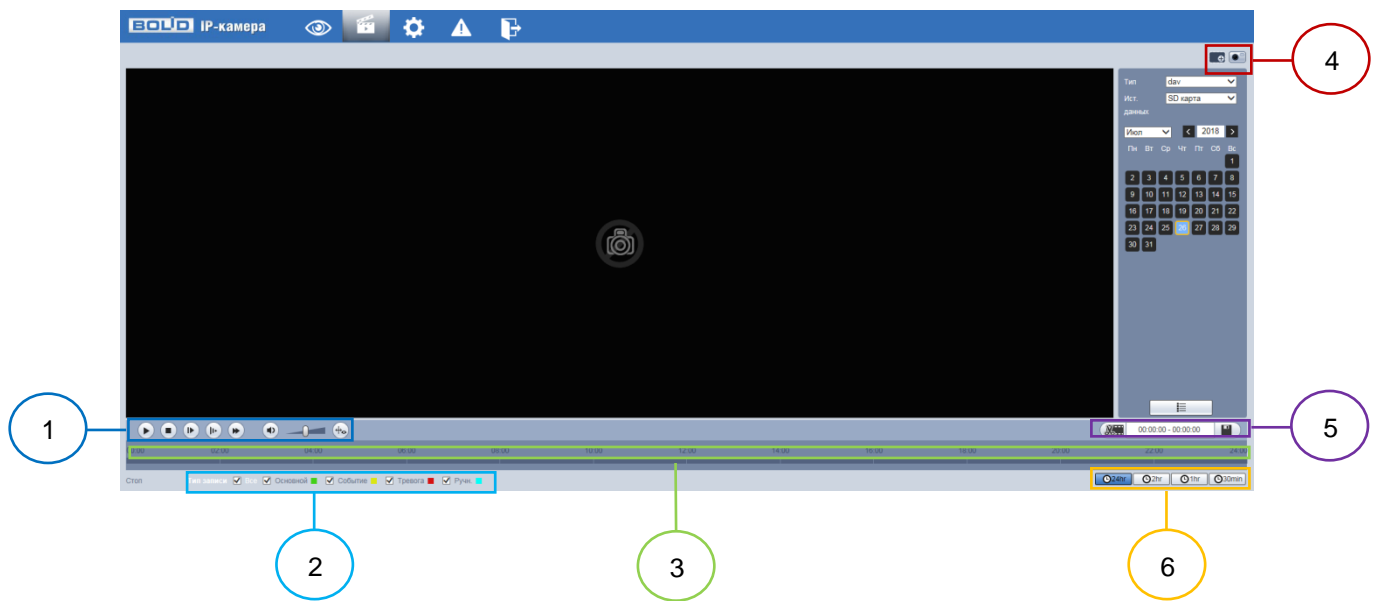 BOLID IP-камера
4
Тип dav
Ист. данных SD карта
Июл 2018
Пн Вт Ср Чт Пт Сб Вс
1
2 3 4 5 6 7 8
9 10 11 12 13 14 15
16 17 18 19 20 21 22
23 24 25 26 27 28 29
30 31
1
00:00:00 - 00:00:00
5
0:00 02:00 04:00 06:00 08:00 10:00 12:00 14:00 16:00 18:00 20:00 22:00 24:00
Стоп Тип записи Все Основной Событие Тревога Ручн. 24hr 2hr 1hr 30min
2
3
6